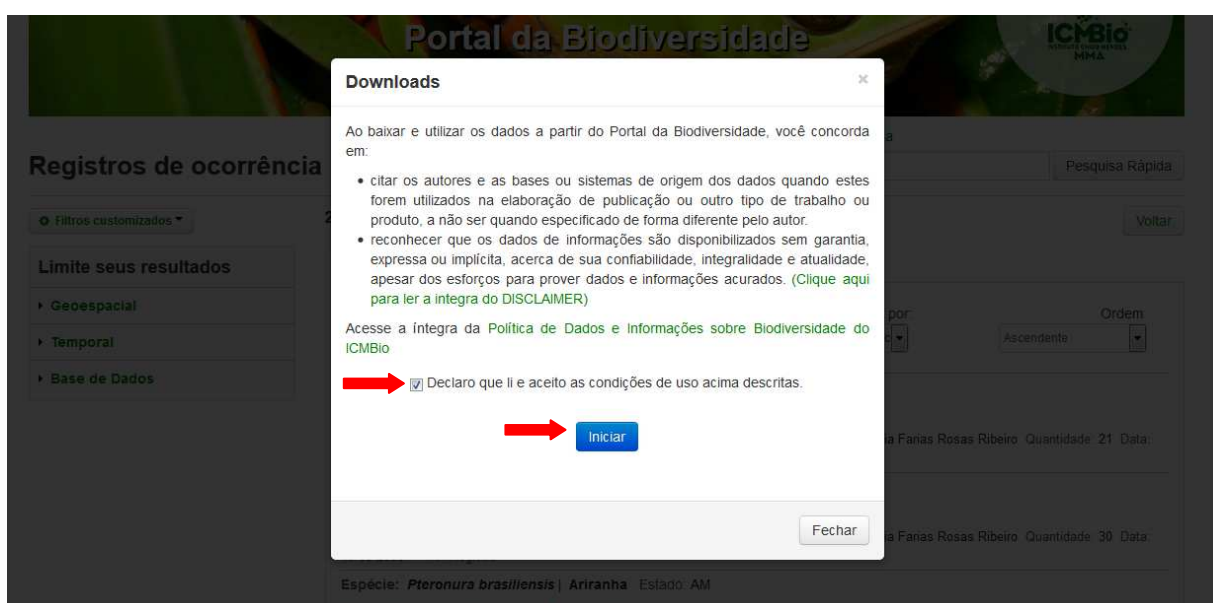 Portal da Biodiversidade
ICMBio
MMA
Downloads
×
Ao baixar e utilizar os dados a partir do Portal da Biodiversidade, você concorda
em:
• citar os autores e as bases ou sistemas de origem dos dados quando estes
forem utilizados na elaboração de publicação ou outro tipo de trabalho ou
produto, a não ser quando especificado de forma diferente pelo autor.
• reconhecer que os dados de informações são disponibilizados sem garantia,
expressa ou implícita, acerca de sua confiabilidade, integralidade e atualidade,
apesar dos esforços para prover dados e informações acurados. (Clique aqui
para ler a integra do DISCLAIMER)
Acesse a íntegra da Política de Dados e Informações sobre Biodiversidade do
ICMBio
Declaro que li e aceito as condições de uso acima descritas.
Iniciar
Fechar
Registros de ocorrência
Pesquisa Rápida
Filtros customizados
2
Voltar
Limite seus resultados
Geoespacial
Temporal
Base de Dados
por:
Ordem
Ascendente
ia Farias Rosas Ribeiro Quantidade: 21 Data:
ia Farias Rosas Ribeiro Quantidade: 30 Data:
Espécie: Pteronura brasiliensis | Ariranha Estado: AM